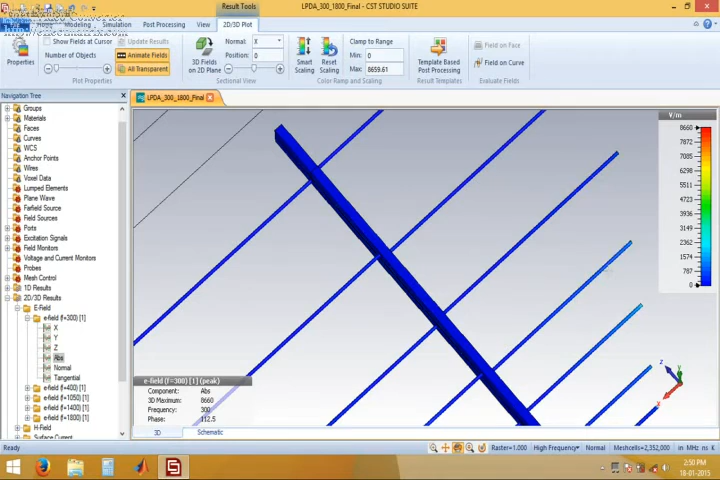 Result Tools
LPDA_300_1800_Final - CST STUDIO SUITE
Modeling
Simulation
Post Processing
View
2D/3D Plot
Properties
Show Fields at Cursor
Number of Objects
Update Results
Animate Fields
All Transparent
Plot Properties
3D Fields on 2D Plane
Normal: X
Position: 0
Sectional View
Smart Scaling
Reset Scaling
Clamp to Range
Min: 0
Max: 8659.61
Color Ramp and Scaling
Template Based Post Processing
Result Templates
Field on Face
Field on Curve
Evaluate Fields
Navigation Tree
LPDA_300_1800_Final
Groups
Materials
Faces
Curves
WCS
Anchor Points
Wires
Voxel Data
Lumped Elements
Plane Wave
Farfield Source
Field Sources
Ports
Excitation Signals
Field Monitors
Voltage and Current Monitors
Probes
Mesh Control
1D Results
2D/3D Results
E-Field
e-field (f=300) [1]
X
Y
Z
Abs
Normal
Tangential
e-field (f=400) [1]
e-field (f=1050) [1]
e-field (f=1400) [1]
e-field (f=1800) [1]
H-Field
Surface Current
V/m
8660
7872
7085
6298
5511
4723
3936
3149
2362
1574
787
0
z
y
x
e-field (f=300) [1] (peak)
Component: Abs
3D Maximum: 8660
Frequency: 300
Phase: 112.5
3D
Schematic
Ready
Raster=1.000
High Frequency
Normal
Meshcells=2,352,000
in MHz ns K
2:50 PM
18-01-2015